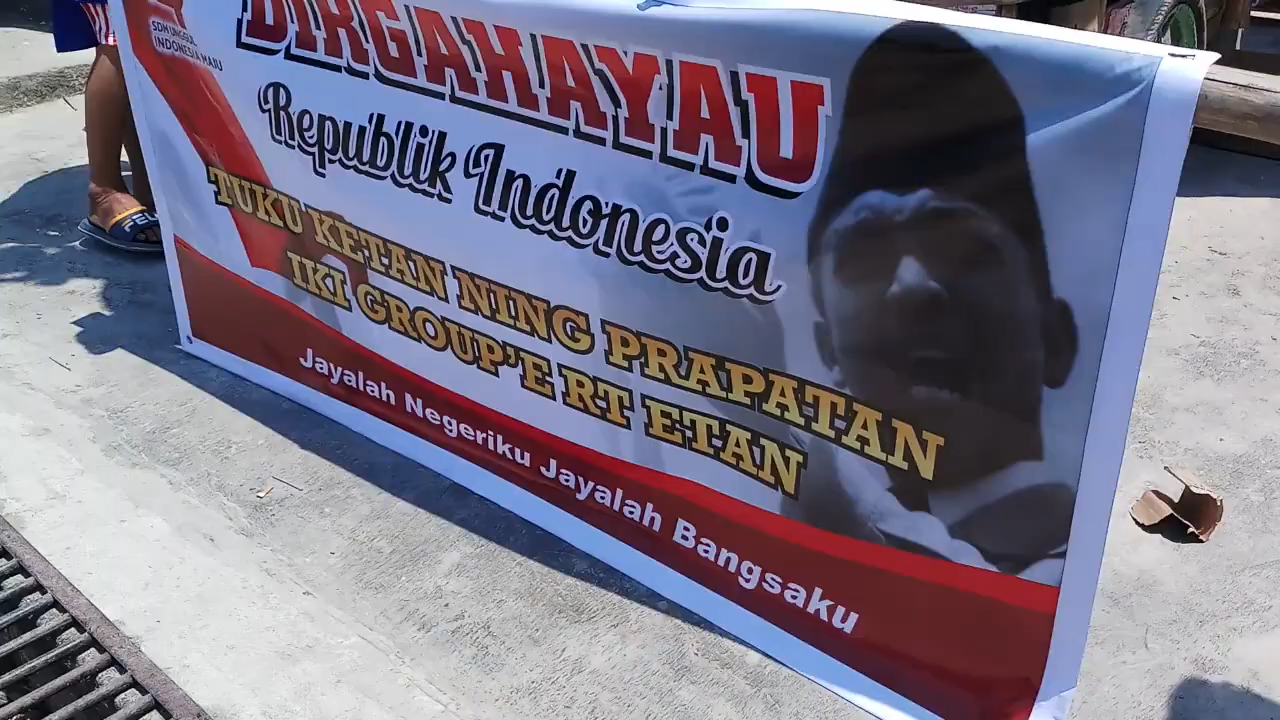 SDM UNGGUL
INDONESIA MAJU
DIRGAHAYAU
Republik Indonesia
TUKU KETAN NING PRAPATAN
IKI GROUP'E RT ETAN
Jayalah Negeriku Jayalah Bangsaku